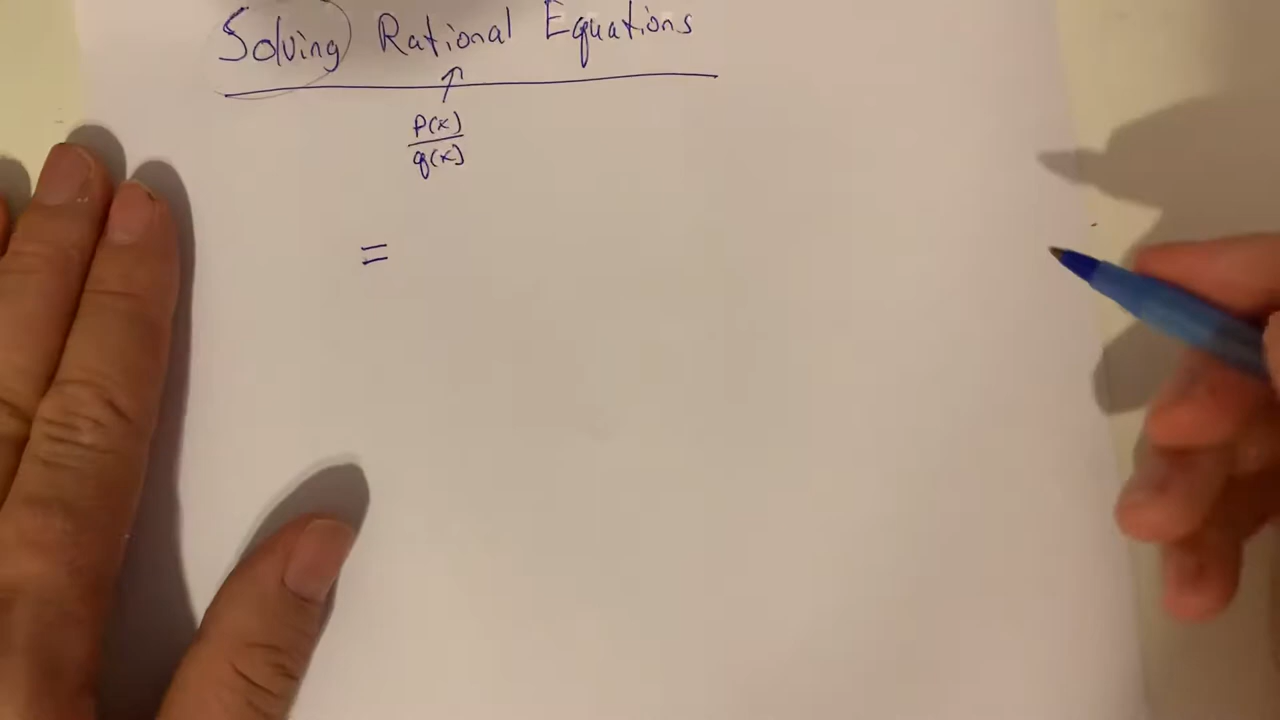 Solving Rational Equations
P(x)
q(x)
=